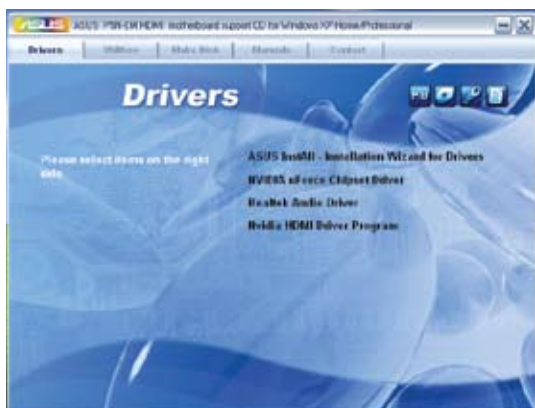 ASUS ASUS P5N-EM HDMI motherboard support CD for Windows XP Home/Professional
Drivers Utilities Make Disk Manuals Contact
Drivers
Please select items on the right
side.
ASUS InstAll - Installation Wizard for Drivers
NVIDIA nForce Chipset Driver
Realtek Audio Driver
Nvidia HDMI Driver Program